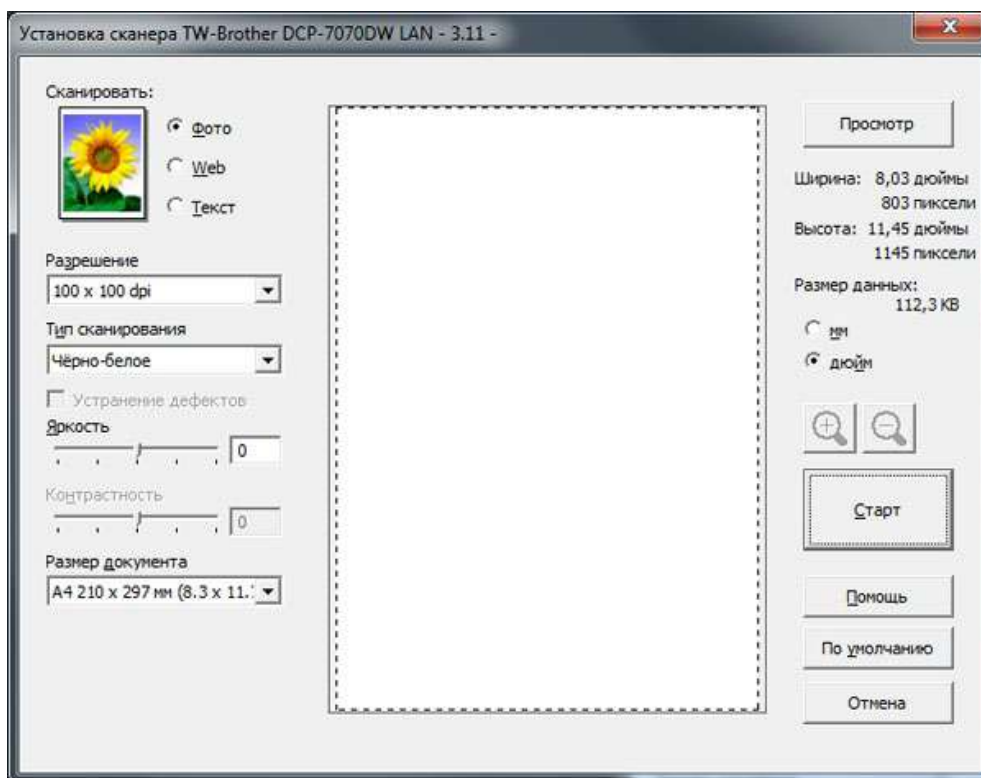 Установка сканера TW-Brother DCP-7070DW LAN - 3.11 -
Сканировать:
Фото
Web
Текст
Разрешение
100 x 100 dpi
Тип сканирования
Чёрно-белое
Устранение дефектов
Яркость
0
Контрастность
0
Размер документа
A4 210 x 297 мм (8.3 x 11.
Просмотр
Ширина: 8,03 дюймы
803 пиксели
Высота: 11,45 дюймы
1145 пиксели
Размер данных:
112,3 KB
мм
дюйм
Старт
Помощь
По умолчанию
Отмена